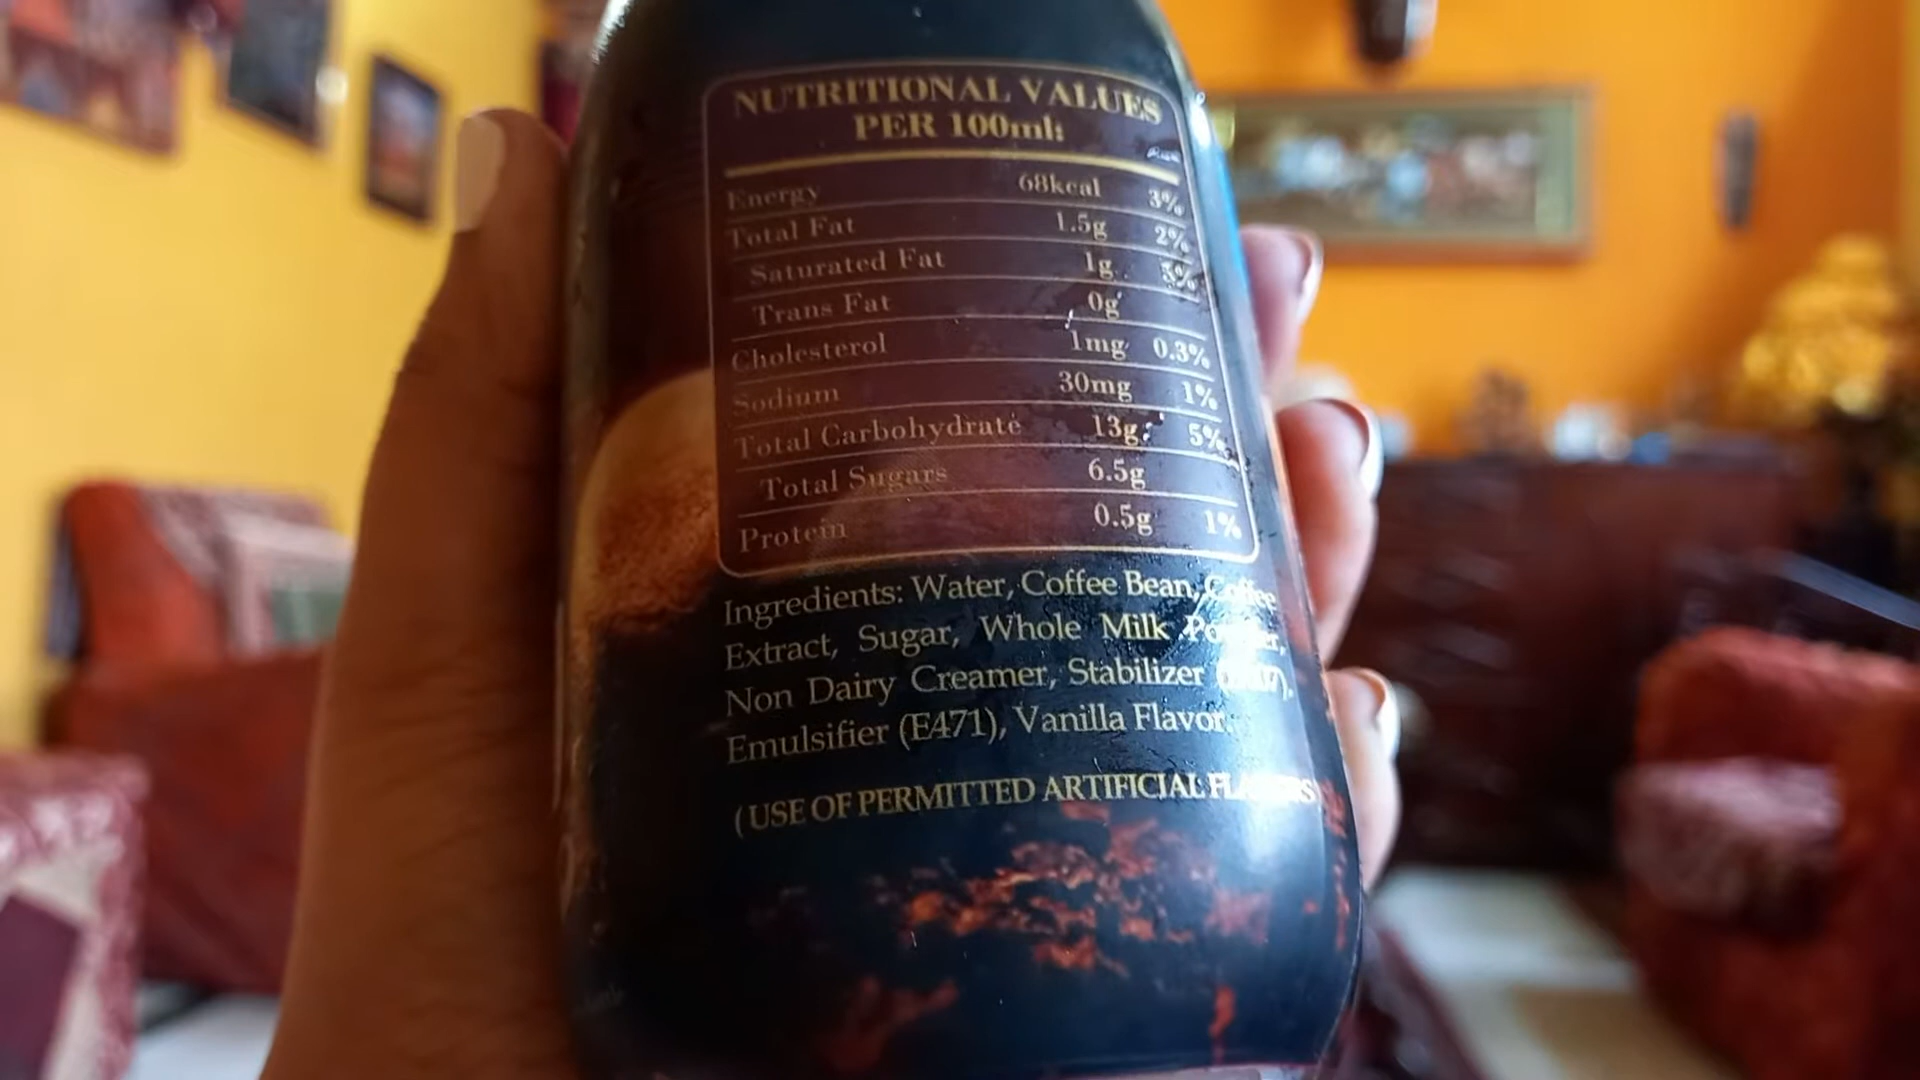 NUTRITIONAL VALUES
PER 100ml:
Energy 68kcal 3%
Total Fat 1.5g 2%
Saturated Fat 1g 5%
Trans Fat 0g
Cholesterol 1mg 0.3%
Sodium 30mg 1%
Total Carbohydrate 13g 5%
Total Sugars 6.5g
Protein 0.5g 1%
Ingredients: Water, Coffee Bean, Coffee
Extract, Sugar, Whole Milk Powder,
Non Dairy Creamer, Stabilizer
Emulsifier (E471), Vanilla Flavor.
(USE OF PERMITTED ARTIFICIAL